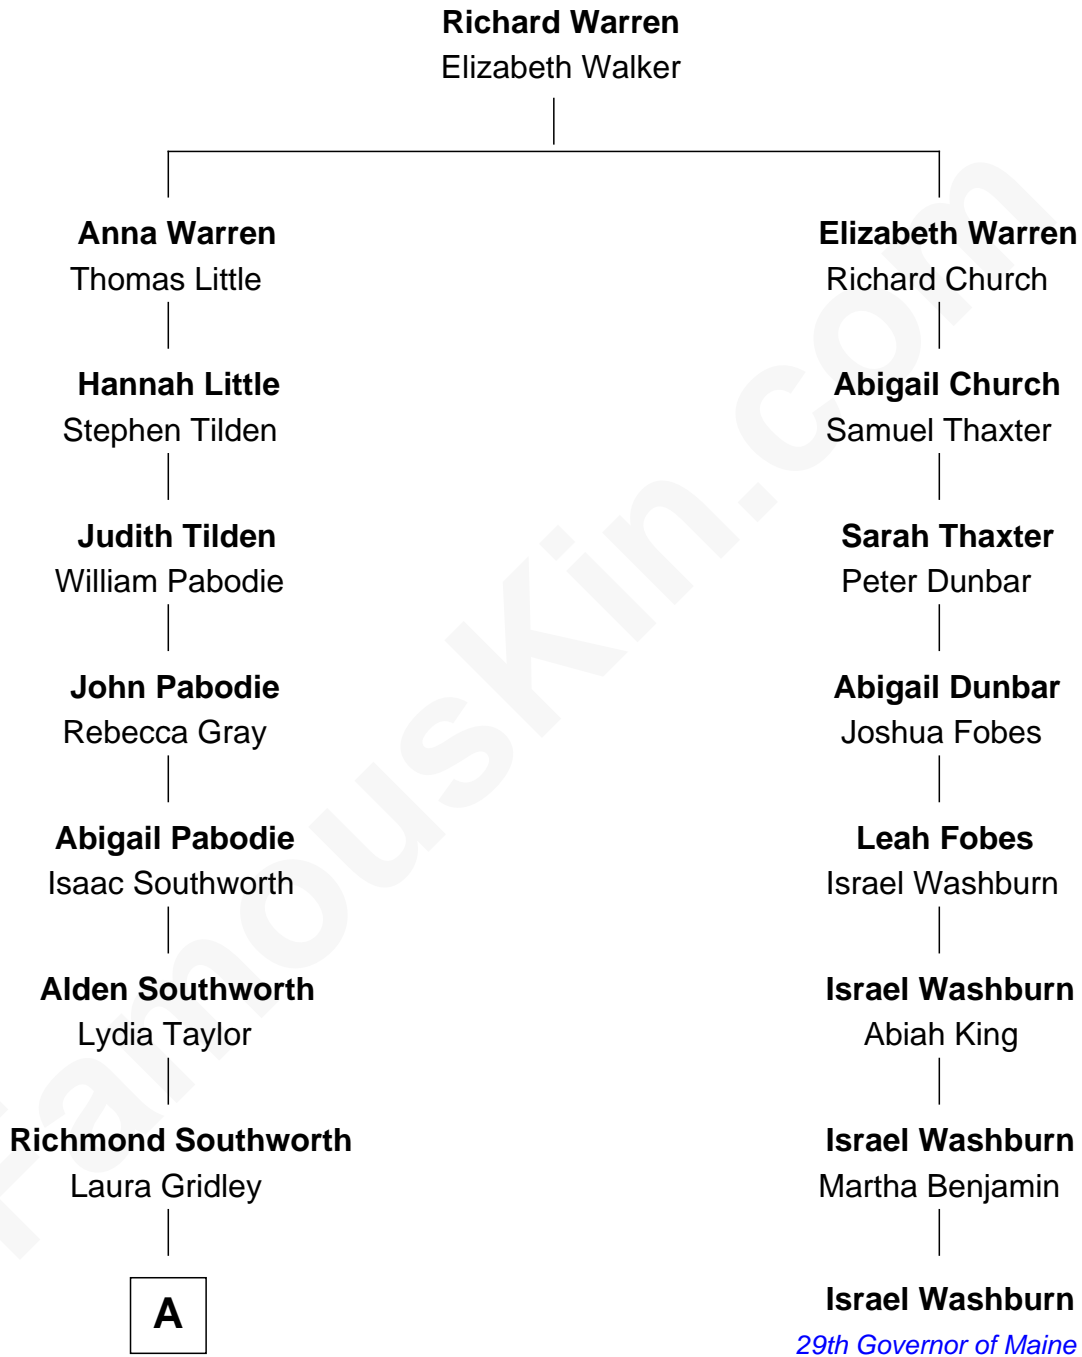 Richard Warren
Elizabeth Walker
Anna Warren
Thomas Little
Elizabeth Warren
Richard Church
Hannah Little
Stephen Tilden
Abigail Church
Samuel Thaxter
Judith Tilden
William Pabodie
Sarah Thaxter
Peter Dunbar
John Pabodie
Rebecca Gray
Abigail Dunbar
Joshua Fobes
Abigail Pabodie
Isaac Southworth
Leah Fobes
Israel Washburn
Alden Southworth
Lydia Taylor
Israel Washburn
Abiah King
Richmond Southworth
Laura Gridley
Israel Washburn
Martha Benjamin
A
Israel Washburn
29th Governor of Maine
FamousKin.com